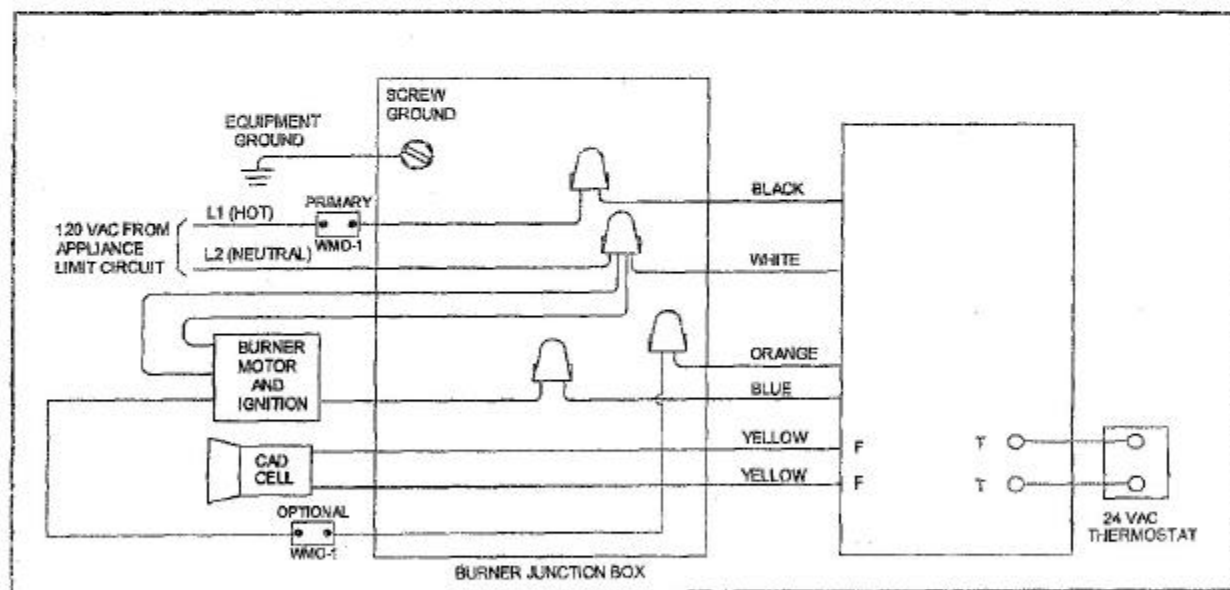 SCREW
GROUND
EQUIPMENT
GROUND
BLACK
PRIMARY
L1 (HOT)
WMO-1
120 VAC FROM
APPLIANCE
LIMIT CIRCUIT
L2 (NEUTRAL)
WHITE
ORANGE
BURNER
MOTOR
AND
IGNITION
BLUE
YELLOW
F
T
CAD
CELL
YELLOW
F
T
OPTIONAL
WMO-1
24 VAC
THERMOSTAT
BURNER JUNCTION BOX